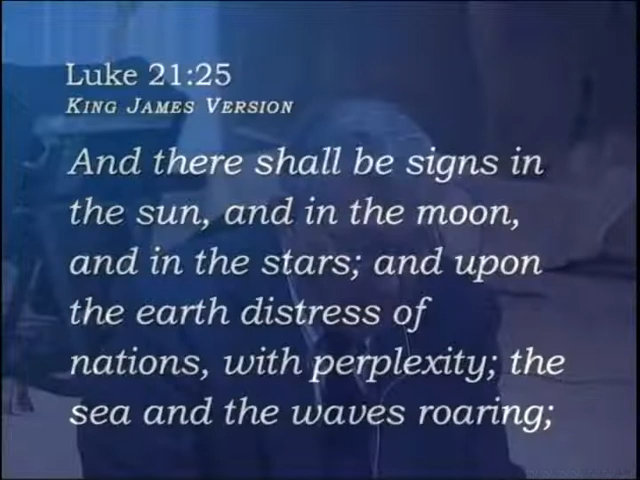 Luke 21:25
KING JAMES VERSION
And there shall be signs in
the sun, and in the moon,
and in the stars; and upon
the earth distress of
nations, with perplexity; the
sea and the waves roaring;